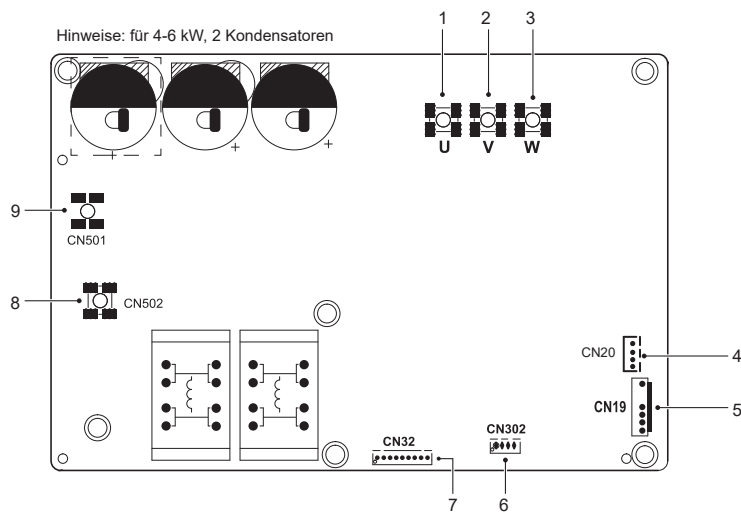 1 2 3
Hinweise: für 4-6 kW, 2 Kondensatoren
U V W
9
CN501
8
CN502
CN20
4
CN19
5
CN32
CN302
7 6